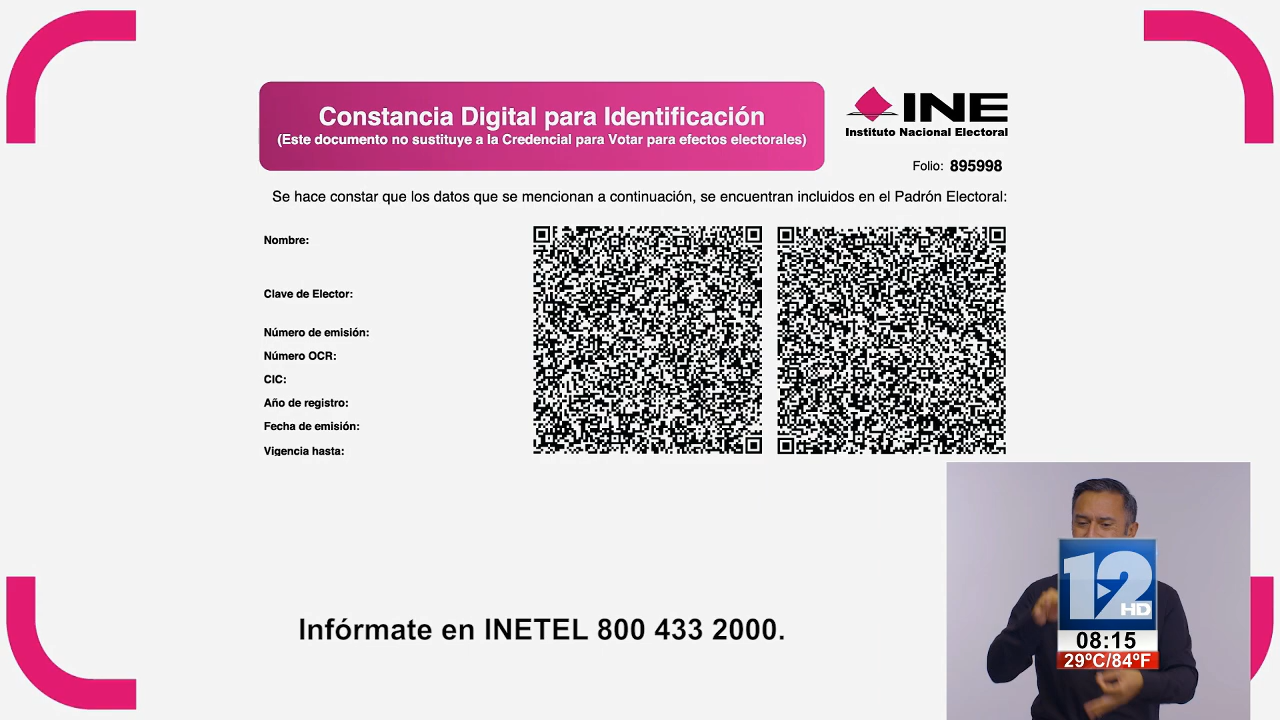 Constancia Digital para Identificación
(Este documento no sustituye a la Credencial para Votar para efectos electorales)
INE
Instituto Nacional Electoral
Folio: 895998
Se hace constar que los datos que se mencionan a continuación, se encuentran incluidos en el Padrón Electoral:
Nombre:
Clave de Elector:
Número de emisión:
Número OCR:
CIC:
Año de registro:
Fecha de emisión:
Vigencia hasta:
Infórmate en INETEL 800 433 2000.
12
HD
08:15
29ºC/84ºF